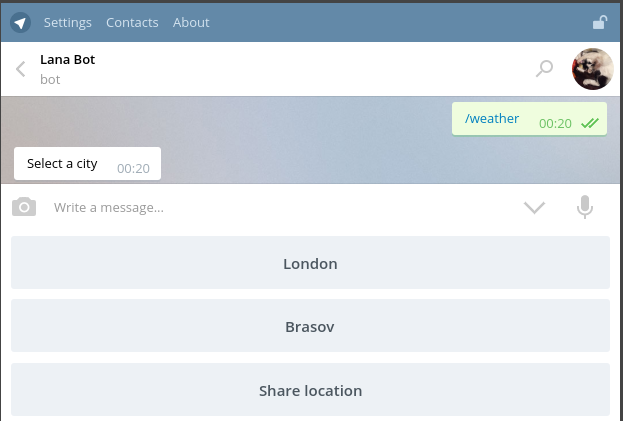 Settings Contacts About
Lana Bot
bot
/weather 00:20
Select a city 00:20
Write a message...
London
Brasov
Share location